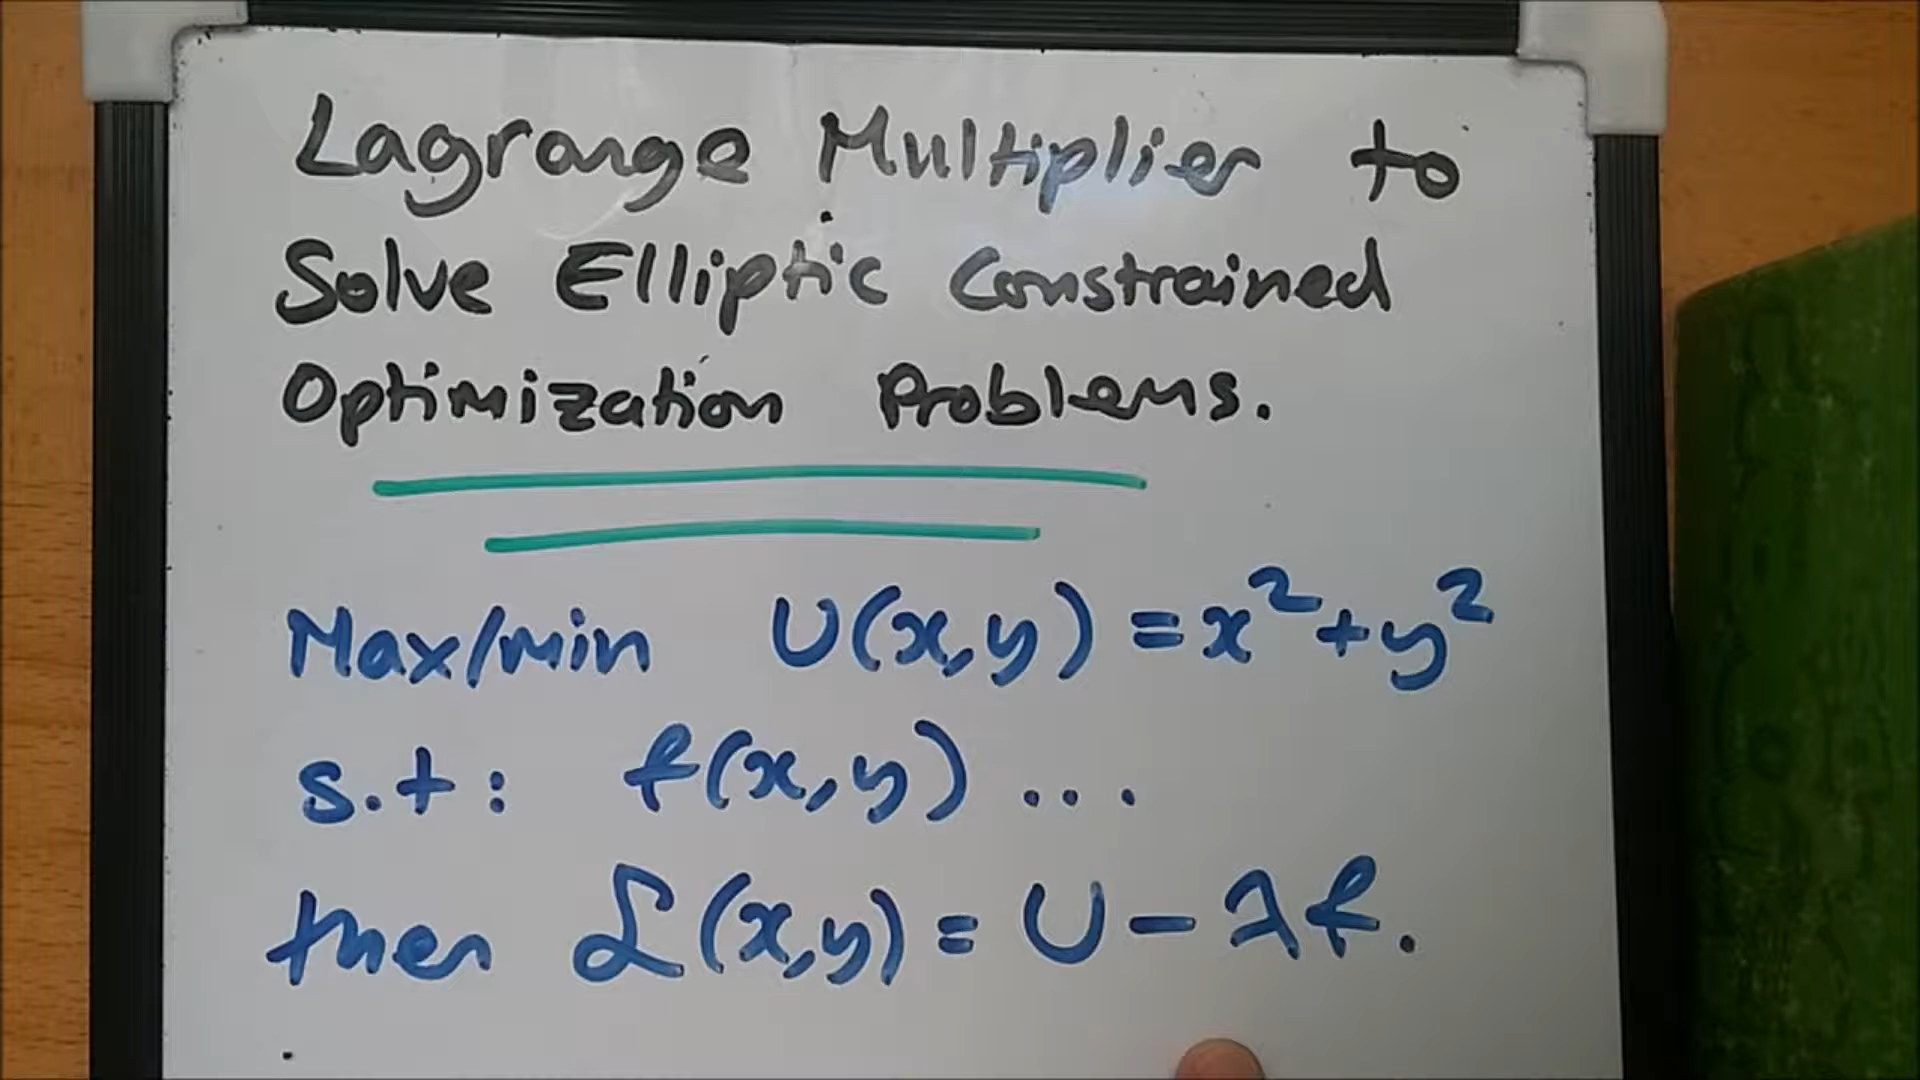 Lagrange Multiplier to
Solve Elliptic Constrained
Optimization Problems.
Max/min U(x,y) = x² + y²
s.t: f(x,y) ...
then ℒ(x,y) = U - λf.